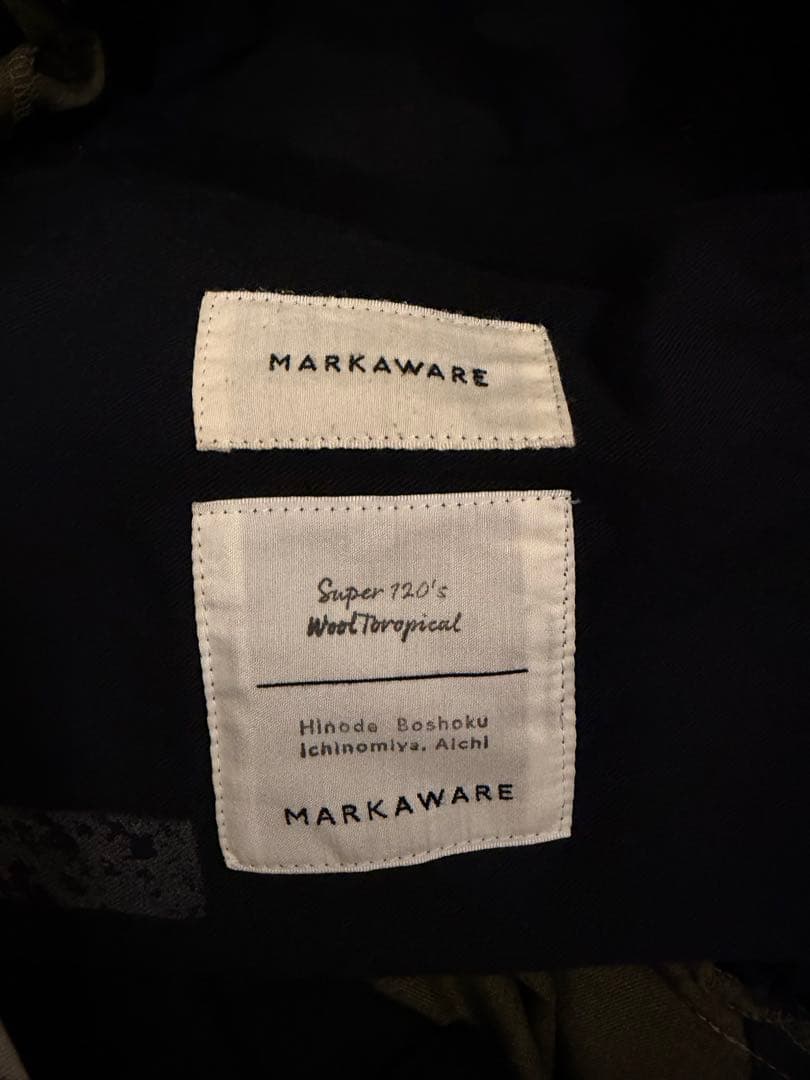 MARKAWARE
Super 120's
Wool Toropical
Hinode Boshoku
Ichinomiya, Aichi
MARKAWARE